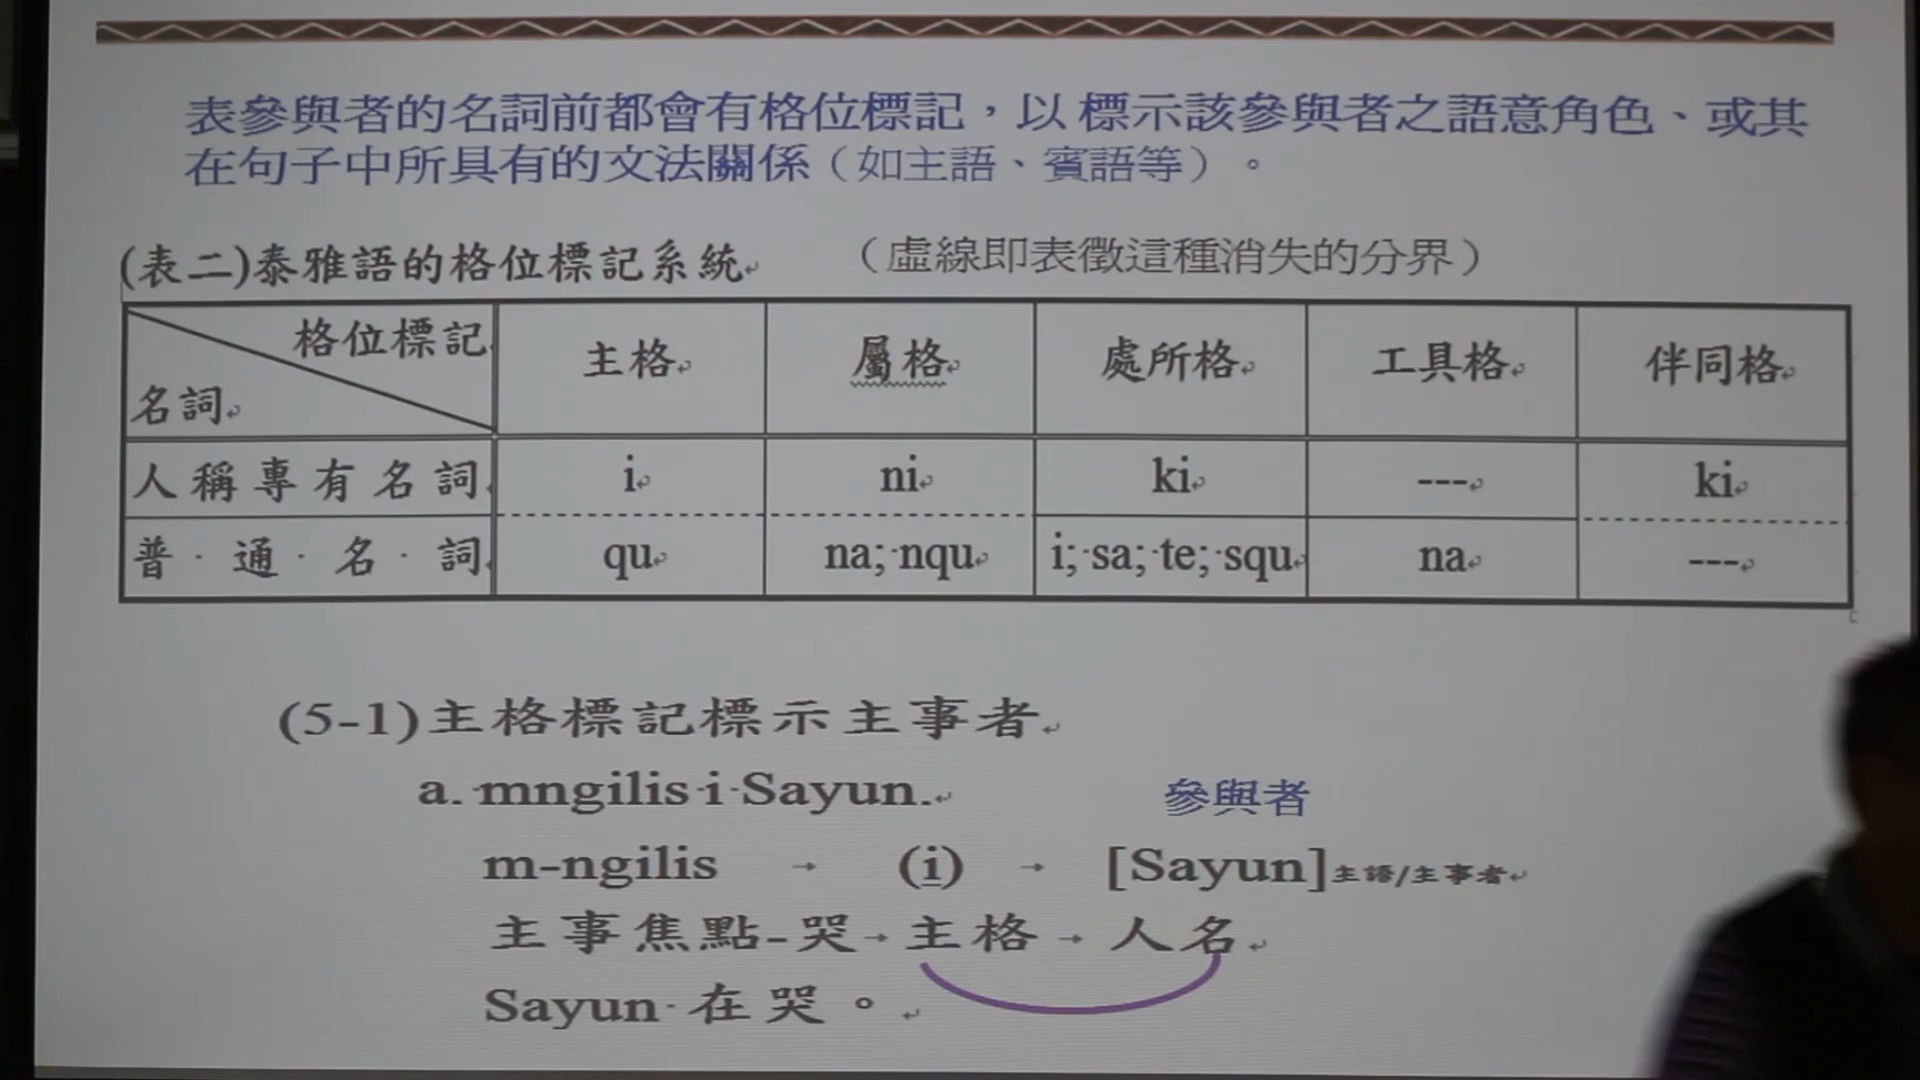 表參與者的名詞前都會有格位標記，以 標示該參與者之語意角色、或其
在句子中所具有的文法關係（如主語、賓語等）。
(表二)泰雅語的格位標記系統 （虛線即表徵這種消失的分界）
格位標記
名詞
主格 屬格 處所格 工具格 伴同格
人稱專有名詞 i ni ki --- ki
普通名詞 qu na; nqu i; sa; te; squ na ---
(5-1)主格標記標示主事者
a. mngilis i Sayun.
參與者
m-ngilis → (i) → [Sayun]主語/主事者
主事焦點-哭→主格 → 人名
Sayun 在哭。